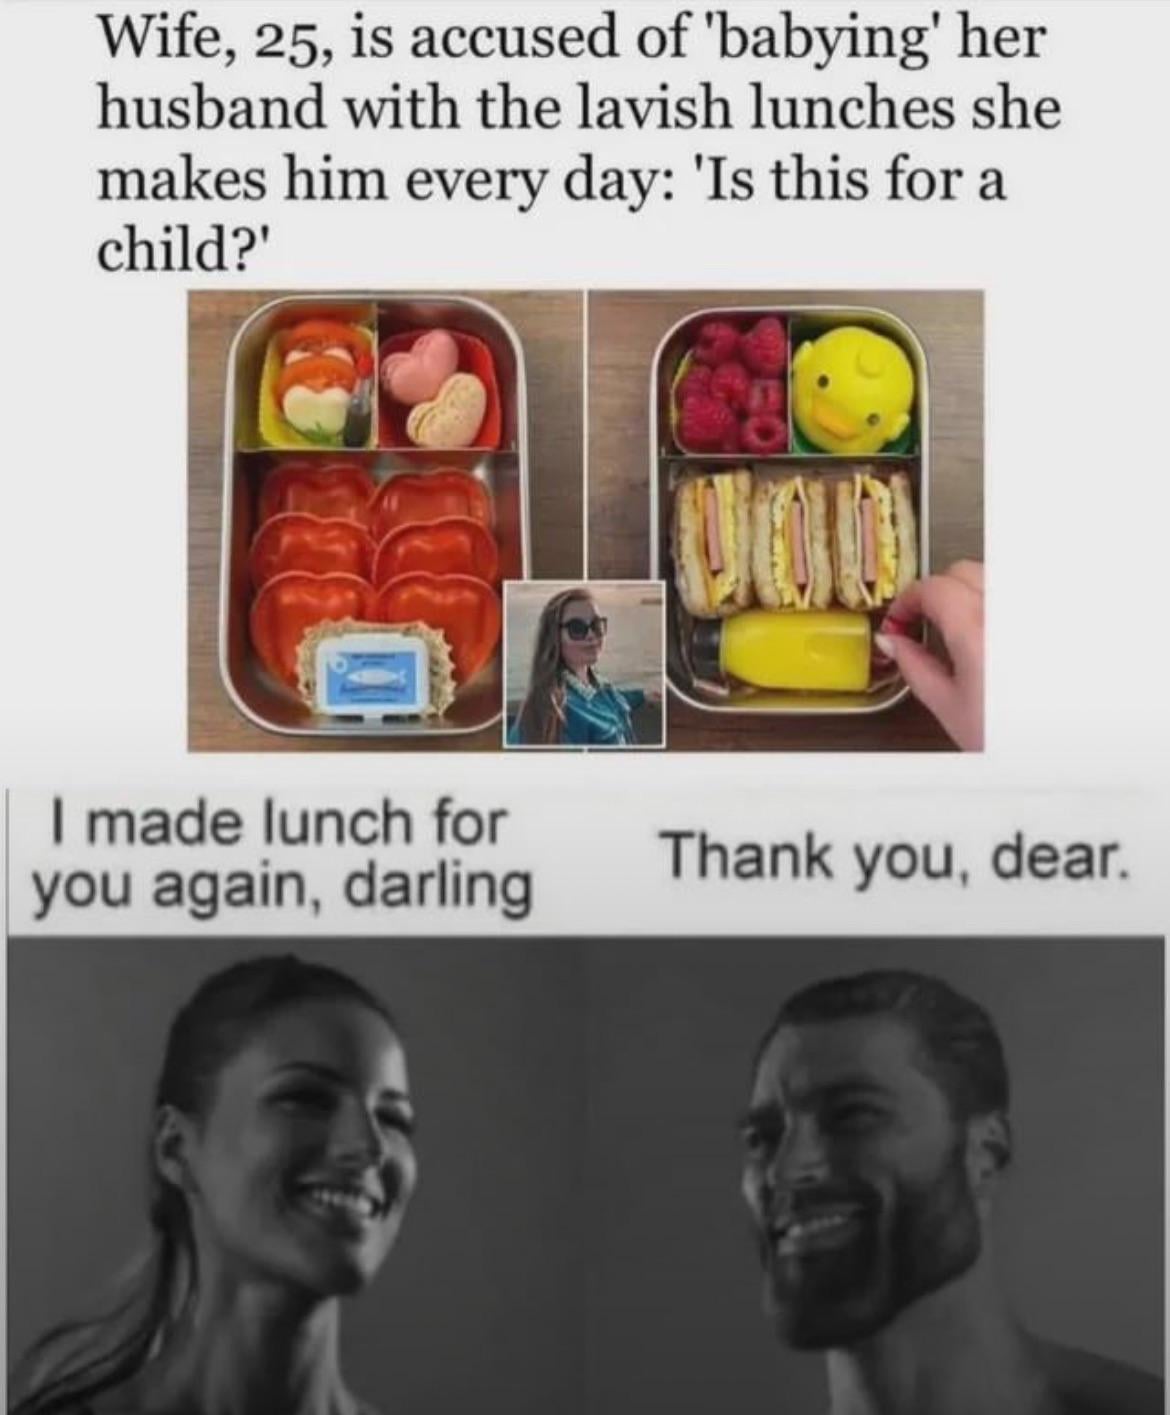 Wife, 25, is accused of 'babying' her
husband with the lavish lunches she
makes him every day: 'Is this for a
child?'
I made lunch for
you again, darling
Thank you, dear.